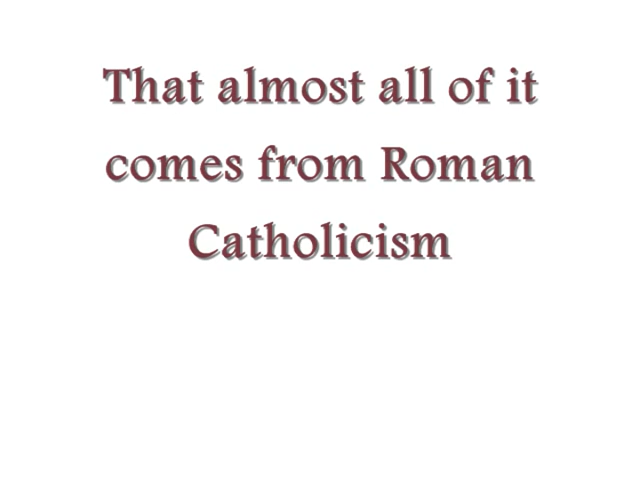 That almost all of it
comes from Roman
Catholicism